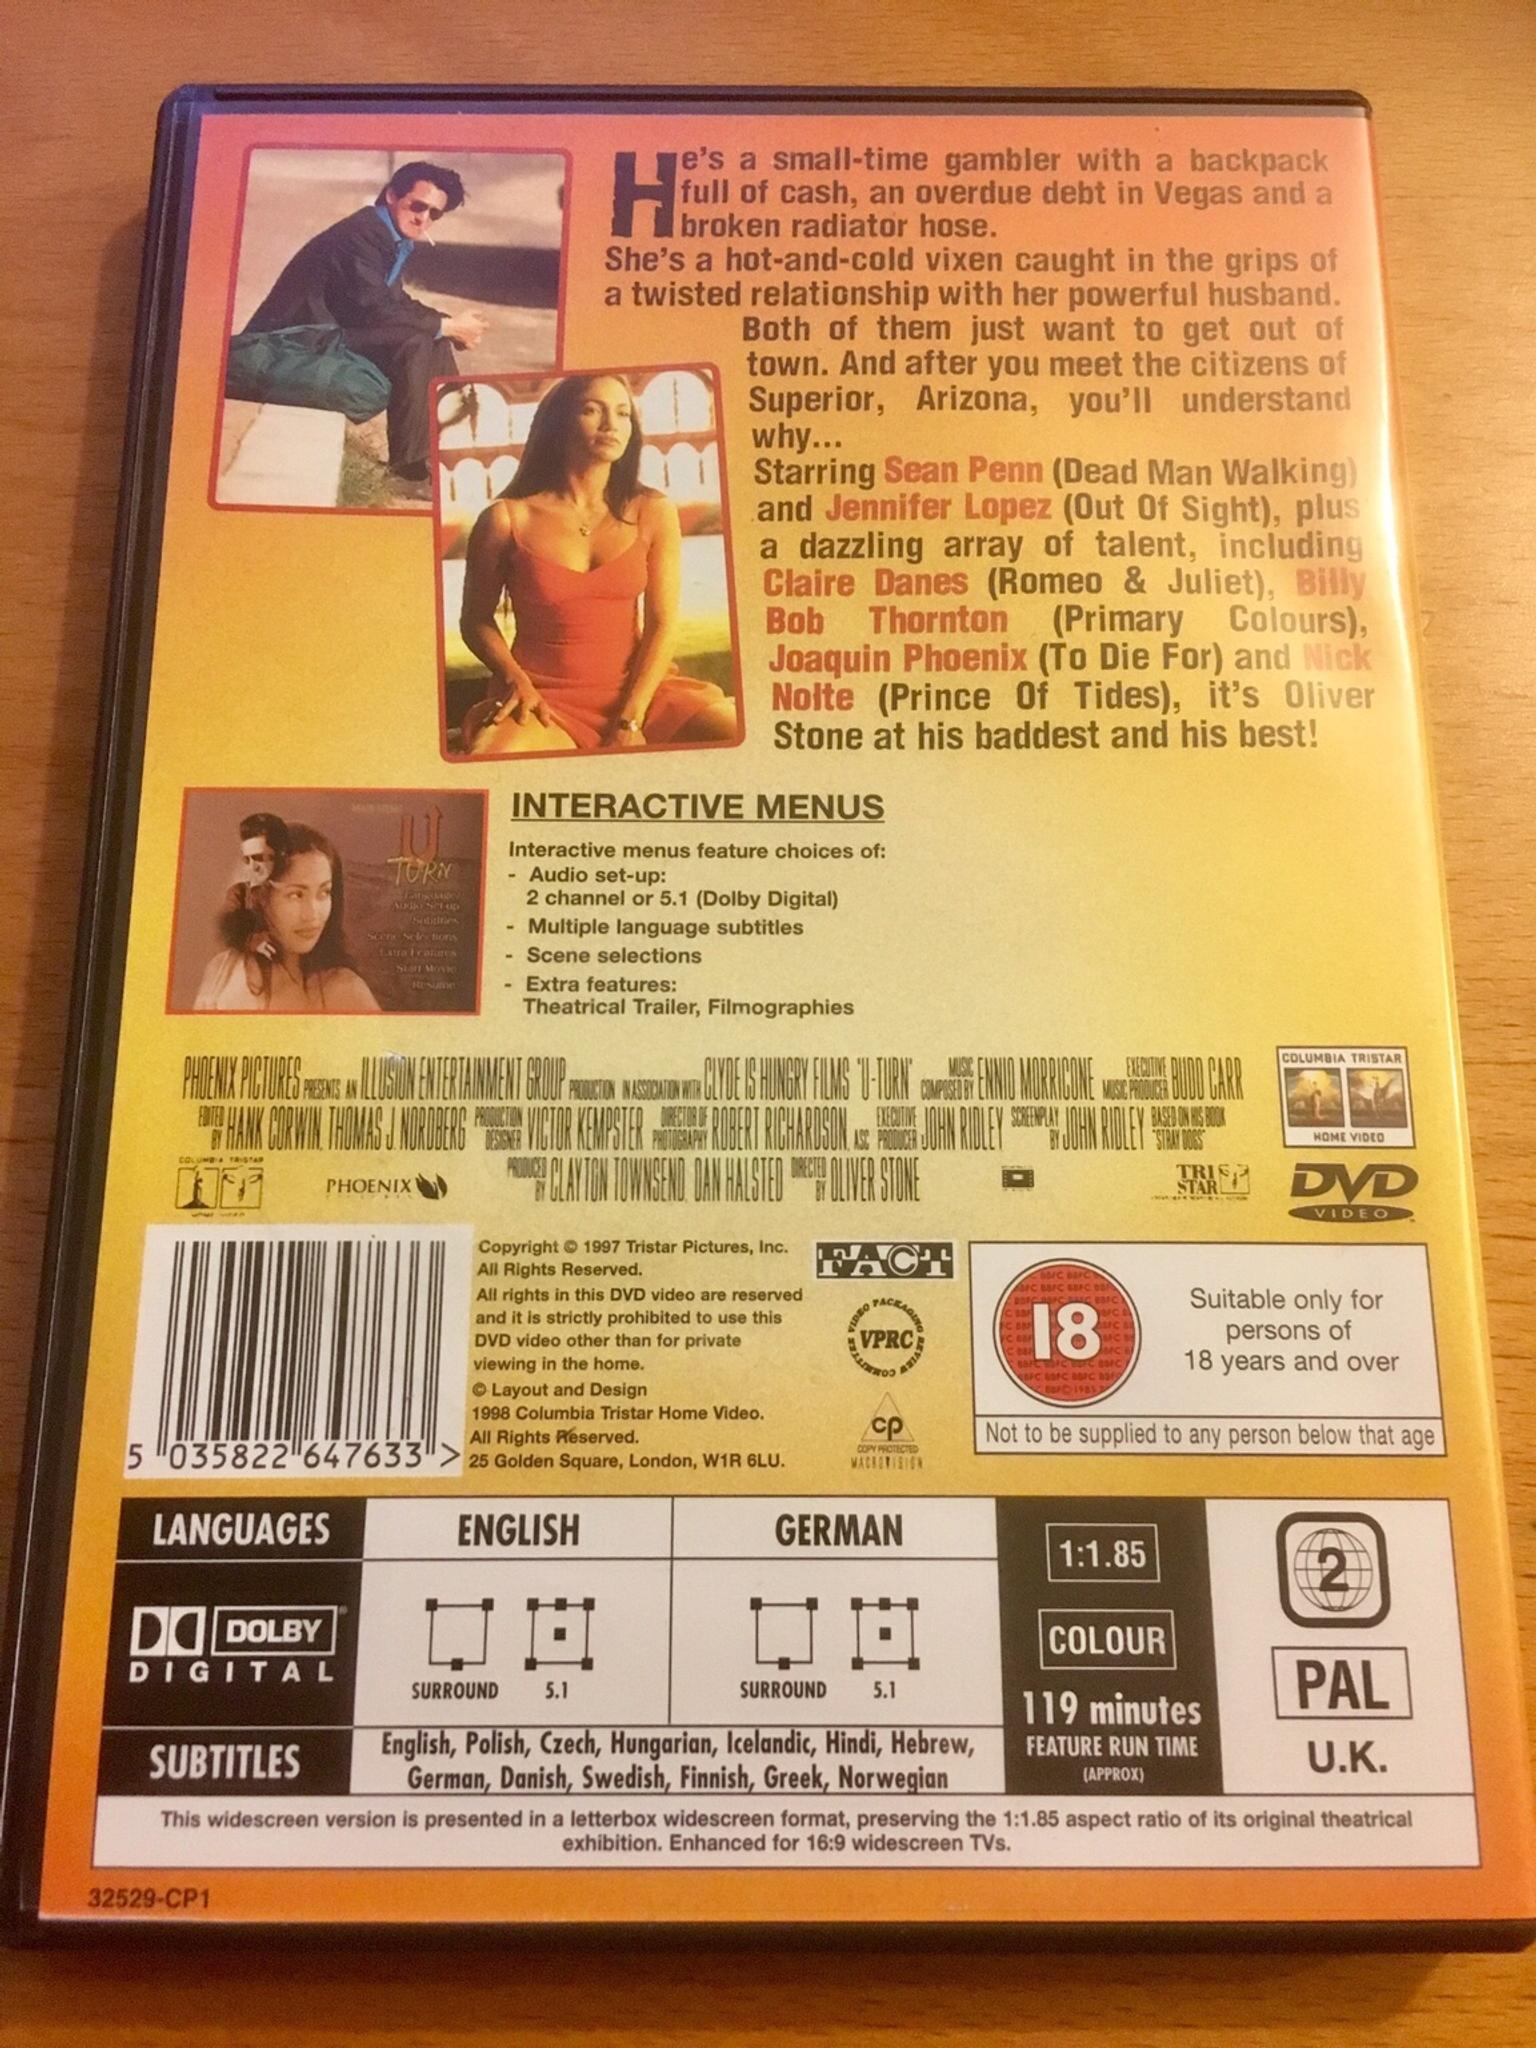 He's a small-time gambler with a backpack
full of cash, an overdue debt in Vegas and a
broken radiator hose.
She's a hot-and-cold vixen caught in the grips of
a twisted relationship with her powerful husband.
Both of them just want to get out of
town. And after you meet the citizens of
Superior, Arizona, you'll understand
why...
Starring Sean Penn (Dead Man Walking)
and Jennifer Lopez (Out Of Sight), plus
a dazzling array of talent, including
Claire Danes (Romeo & Juliet), Billy
Bob Thornton (Primary Colours),
Joaquin Phoenix (To Die For) and Nick
Nolte (Prince Of Tides), it's Oliver
Stone at his baddest and his best!
U
TURN
Languages
Audio Set-up
Subtitles
Scene Selections
Extra Features
Start Movie
Resume
INTERACTIVE MENUS
Interactive menus feature choices of:
- Audio set-up:
2 channel or 5.1 (Dolby Digital)
- Multiple language subtitles
- Scene selections
- Extra features:
Theatrical Trailer, Filmographies
PHOENIX PICTURES PRESENTS AN ILLUSION ENTERTAINMENT GROUP PRODUCTION IN ASSOCIATION WITH CLYDE IS HUNGRY FILMS "U-TURN" MUSIC COMPOSED BY ENNIO MORRICONE EXECUTIVE MUSIC PRODUCER BUDD CARR
EDITED BY HANK CORWIN, THOMAS J. NORDBERG PRODUCTION DESIGNER VICTOR KEMPSTER DIRECTOR OF PHOTOGRAPHY ROBERT RICHARDSON, ASC EXECUTIVE PRODUCER JOHN RIDLEY SCREENPLAY BY JOHN RIDLEY BASED ON HIS BOOK "STRAY DOGS"
PRODUCED BY CLAYTON TOWNSEND, DAN HALSTED DIRECTED BY OLIVER STONE
COLUMBIA TRISTAR
HOME VIDEO
COLUMBIA TRISTAR
HOME VIDEO
PHOENIX
TRI
STAR
DVD
VIDEO
5 035822 647633 >
Copyright © 1997 Tristar Pictures, Inc.
All Rights Reserved.
All rights in this DVD video are reserved
and it is strictly prohibited to use this
DVD video other than for private
viewing in the home.
© Layout and Design
1998 Columbia Tristar Home Video.
All Rights Reserved.
25 Golden Square, London, W1R 6LU.
FACT
VIDEO PACKAGING REVIEW COMMITTEE
VPRC
cp
COPY PROTECTED
MACROVISION
18
Suitable only for
persons of
18 years and over
Not to be supplied to any person below that age
LANGUAGES ENGLISH GERMAN
DOLBY
DIGITAL
SURROUND 5.1 SURROUND 5.1
SUBTITLES
English, Polish, Czech, Hungarian, Icelandic, Hindi, Hebrew,
German, Danish, Swedish, Finnish, Greek, Norwegian
1:1.85
COLOUR
119 minutes
FEATURE RUN TIME
(APPROX)
2
PAL
U.K.
This widescreen version is presented in a letterbox widescreen format, preserving the 1:1.85 aspect ratio of its original theatrical
exhibition. Enhanced for 16:9 widescreen TVs.
32529-CP1